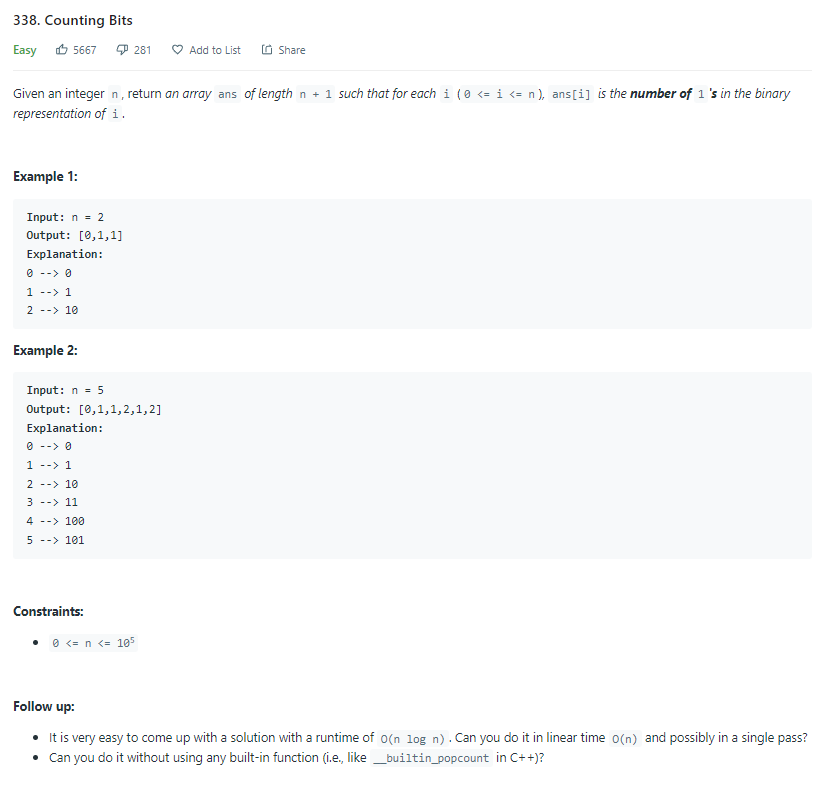 338. Counting Bits
Easy 5667 281 Add to List Share
Given an integer n, return an array ans of length n + 1 such that for each i (0 <= i <= n), ans[i] is the number of 1's in the binary
representation of i.
Example 1:
Input: n = 2
Output: [0,1,1]
Explanation:
0 --> 0
1 --> 1
2 --> 10
Example 2:
Input: n = 5
Output: [0,1,1,2,1,2]
Explanation:
0 --> 0
1 --> 1
2 --> 10
3 --> 11
4 --> 100
5 --> 101
Constraints:
• 0 <= n <= 10⁵
Follow up:
• It is very easy to come up with a solution with a runtime of O(n log n). Can you do it in linear time O(n) and possibly in a single pass?
• Can you do it without using any built-in function (i.e., like __builtin_popcount in C++)?